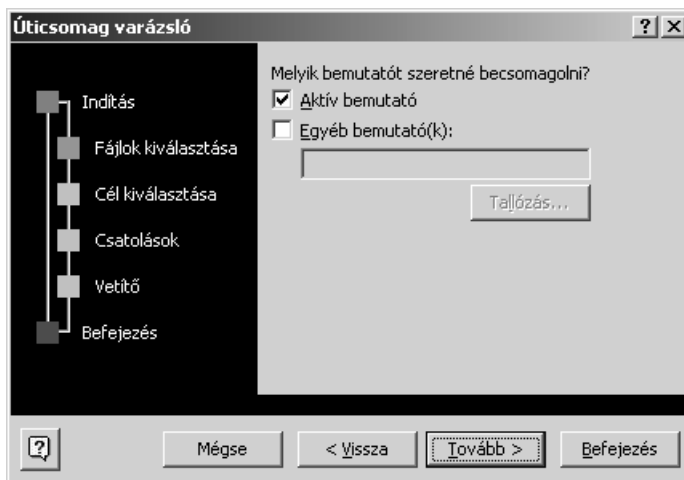 Úticsomag varázsló
Indítás
Fájlok kiválasztása
Cél kiválasztása
Csatolások
Vetítő
Befejezés
Melyik bemutatót szeretné becsomagolni?
Aktív bemutató
Egyéb bemutató(k):
Tallózás...
Mégse
< Vissza
Tovább >
Befejezés